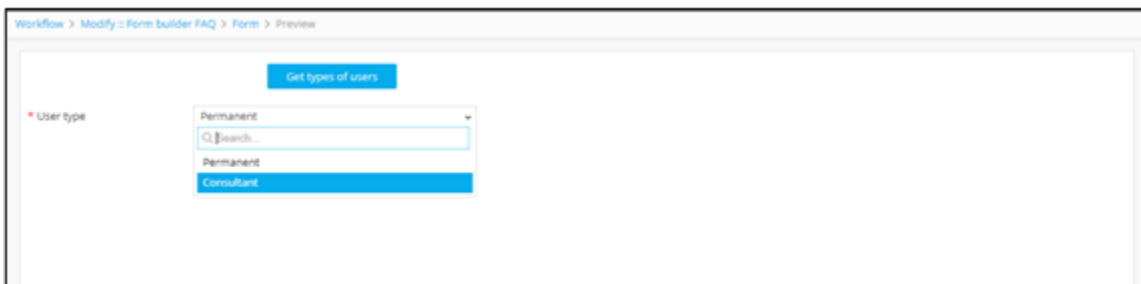 Workflow > Modify :: Form builder FAQ > Form > Preview
Get types of users
* User type
Permanent
Search...
Permanent
Consultant